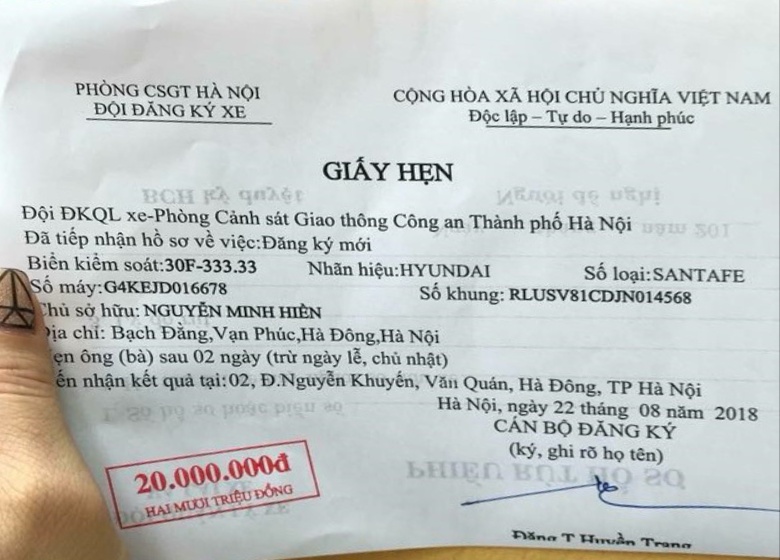 PHÒNG CSGT HÀ NỘI
ĐỘI ĐĂNG KÝ XE
CỘNG HÒA XÃ HỘI CHỦ NGHĨA VIỆT NAM
Độc lập – Tự do – Hạnh phúc
GIẤY HẸN
Đội ĐKQL xe-Phòng Cảnh sát Giao thông Công an Thành phố Hà Nội
Đã tiếp nhận hồ sơ về việc:Đăng ký mới
Biển kiểm soát:30F-333.33 Nhãn hiệu:HYUNDAI Số loại:SANTAFE
Số máy:G4KEJD016678 Số khung: RLUSV81CDJN014568
Chủ sở hữu: NGUYỄN MINH HIỀN
Địa chỉ: Bạch Đằng,Vạn Phúc,Hà Đông,Hà Nội
ẹn ông (bà) sau 02 ngày (trừ ngày lễ, chủ nhật)
ến nhận kết quả tại:02, Đ.Nguyễn Khuyến, Văn Quán, Hà Đông, TP Hà Nội
Hà Nội, ngày 22 tháng 08 năm 2018
CÁN BỘ ĐĂNG KÝ
(ký, ghi rõ họ tên)
20.000.000đ
HAI MƯƠI TRIỆU ĐỒNG
Đặng T Huyền Trang